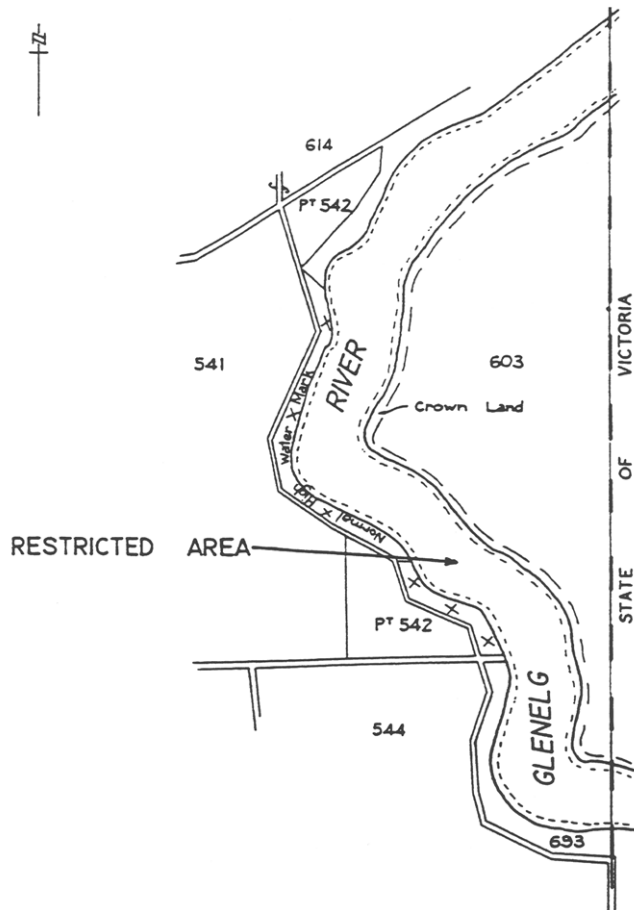 N
614
PT 542
541
603
VICTORIA
OF
STATE
RIVER
Crown Land
Normal High Water Mark
RESTRICTED AREA
PT 542
544
GLENELG
693